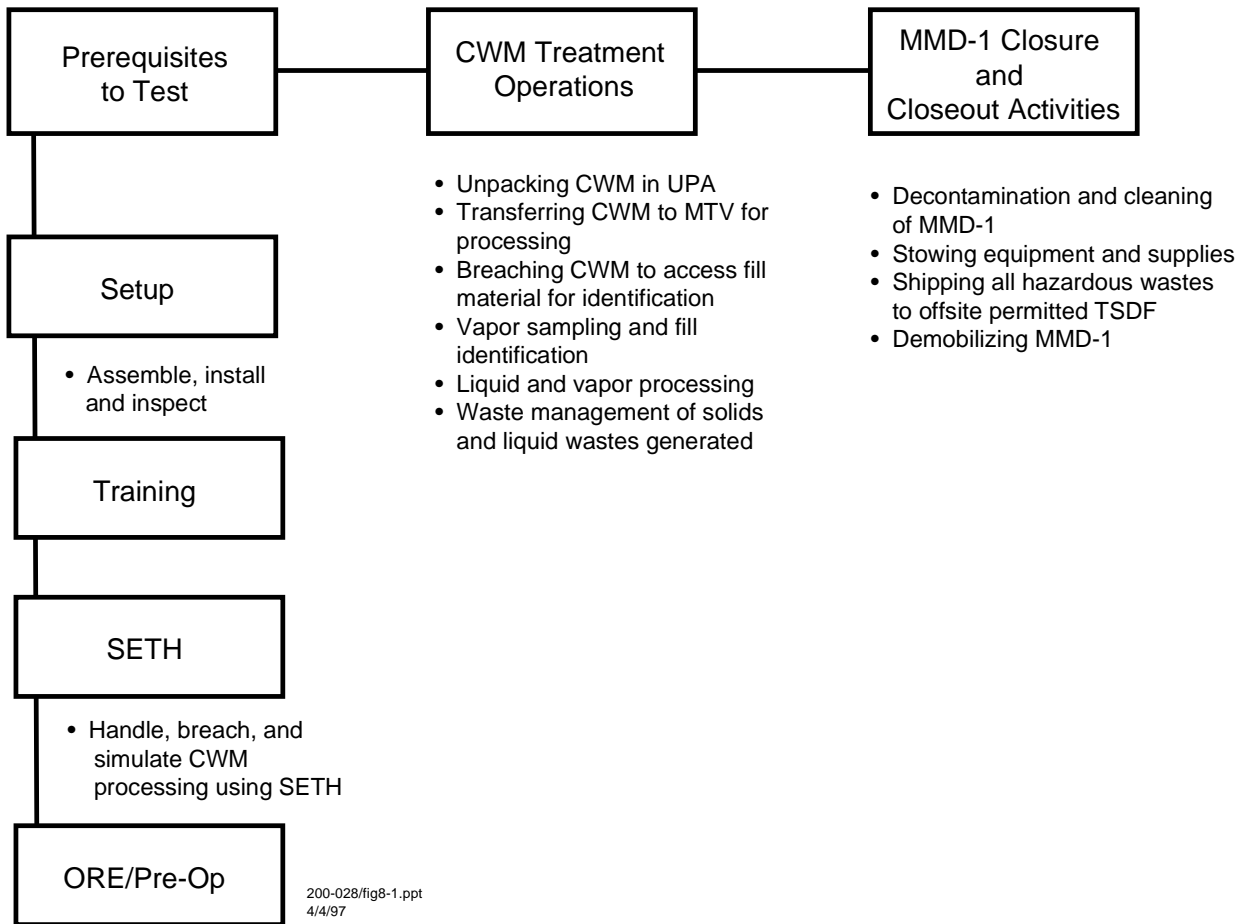 Prerequisites
to Test
CWM Treatment
Operations
MMD-1 Closure
and
Closeout Activities
Setup
• Assemble, install
and inspect
Training
SETH
• Handle, breach, and
simulate CWM
processing using SETH
ORE/Pre-Op
• Unpacking CWM in UPA
• Transferring CWM to MTV for
processing
• Breaching CWM to access fill
material for identification
• Vapor sampling and fill
identification
• Liquid and vapor processing
• Waste management of solids
and liquid wastes generated
• Decontamination and cleaning
of MMD-1
• Stowing equipment and supplies
• Shipping all hazardous wastes
to offsite permitted TSDF
• Demobilizing MMD-1
200-028/fig8-1.ppt
4/4/97